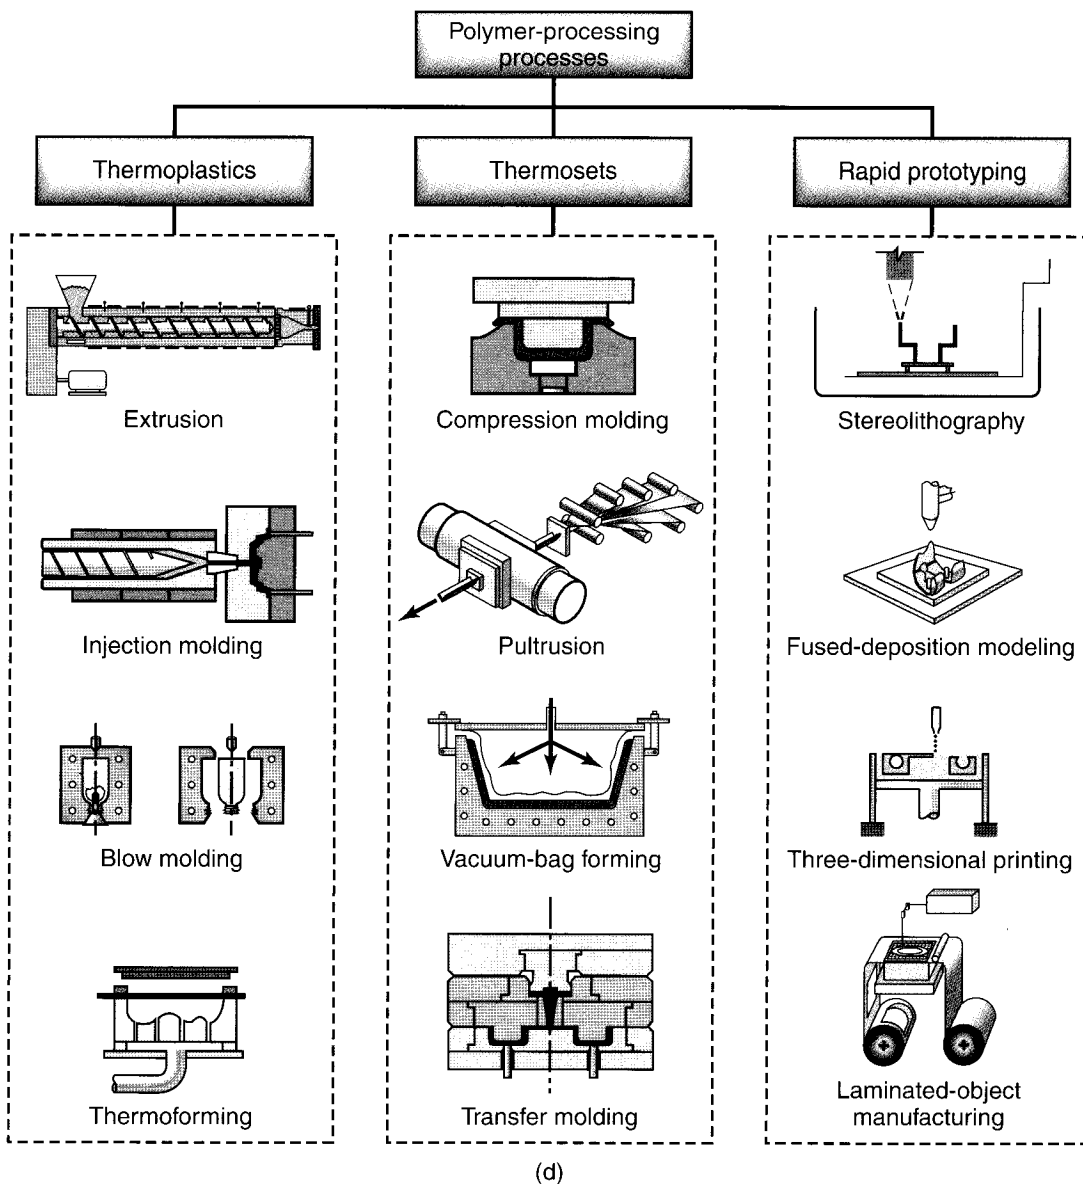 Polymer-processing
processes
Thermoplastics
Thermosets
Rapid prototyping
Extrusion
Compression molding
Stereolithography
Injection molding
Pultrusion
Fused-deposition modeling
Blow molding
Vacuum-bag forming
Three-dimensional printing
Thermoforming
Transfer molding
Laminated-object
manufacturing
(d)